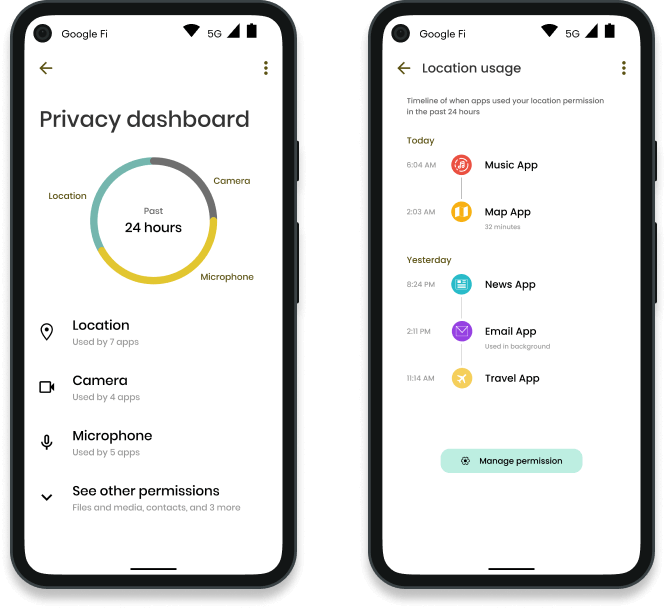 Google Fi
5G
Privacy dashboard
Location
Camera
Past
24 hours
Microphone
Location
Used by 7 apps
Camera
Used by 4 apps
Microphone
Used by 5 apps
See other permissions
Files and media, contacts, and 3 more
Google Fi
5G
Location usage
Timeline of when apps used your location permission
in the past 24 hours
Today
6:04 AM Music App
2:03 AM Map App
32 minutes
Yesterday
8:24 PM News App
2:11 PM Email App
Used in background
11:14 AM Travel App
Manage permission